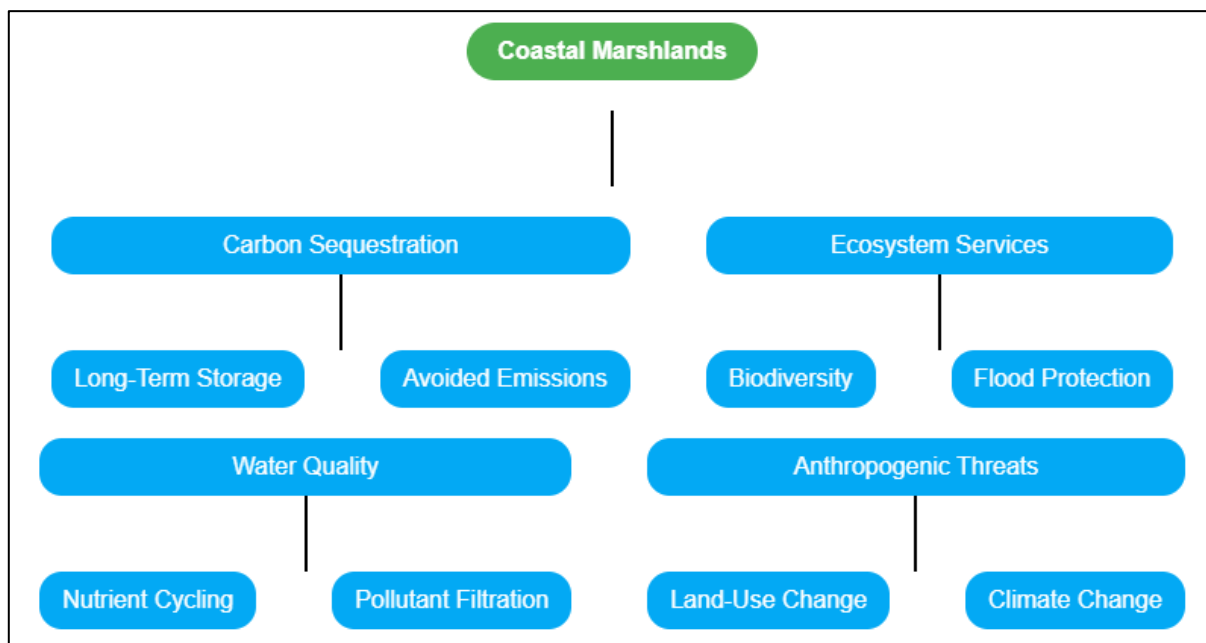 Coastal Marshlands
Carbon Sequestration
Ecosystem Services
Long-Term Storage
Avoided Emissions
Biodiversity
Flood Protection
Water Quality
Anthropogenic Threats
Nutrient Cycling
Pollutant Filtration
Land-Use Change
Climate Change